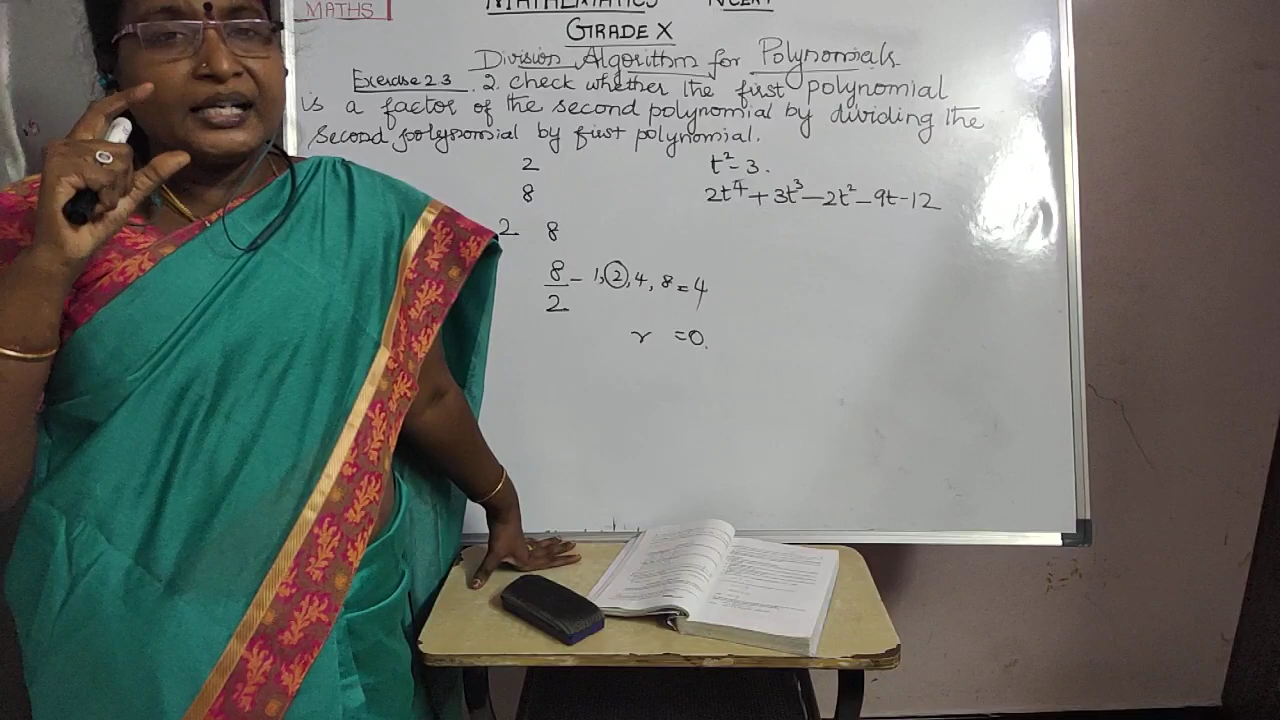 MATHS
MATHEMATICS NCERT
GRADE X
Division Algorithm for Polynomials
Exercise 2.3 . 2. check whether the first polynomial
is a factor of the second polynomial by dividing the
second polynomial by first polynomial.
2 t²-3.
8 2t⁴+3t³-2t²-9t-12
2 8
8/2 - 1,2,4,8 = 4
r = 0.